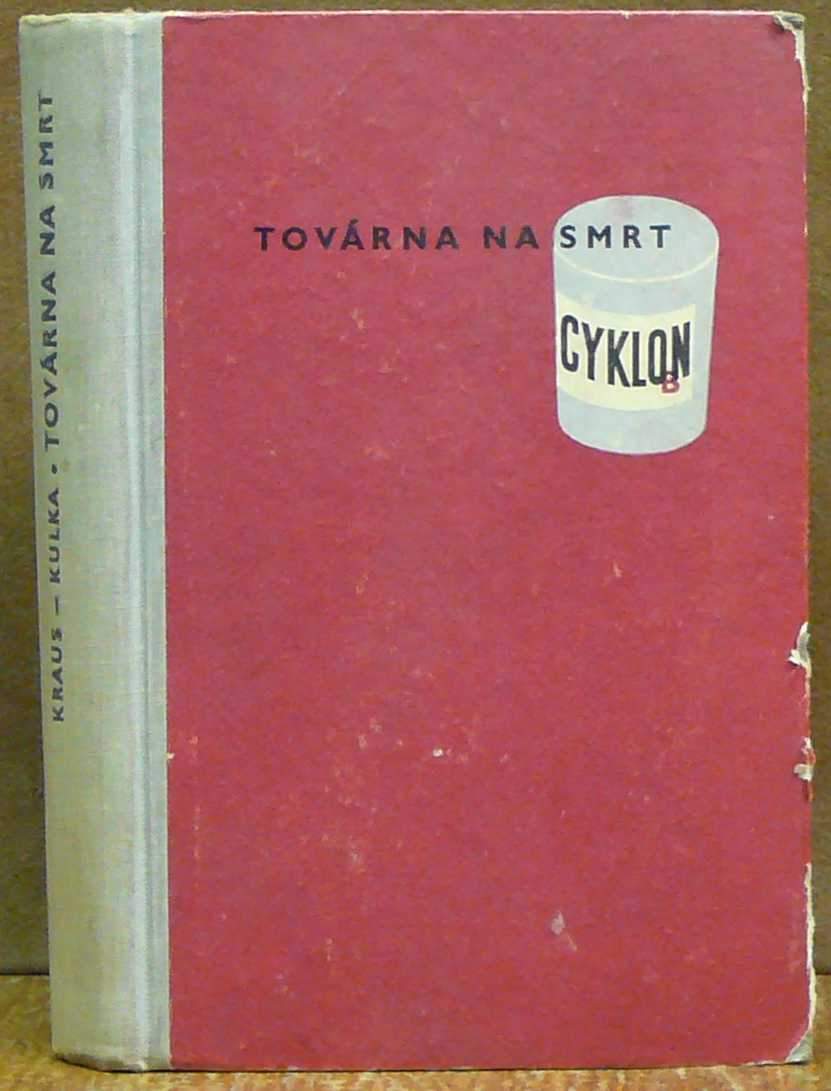 KRAUS – KULKA • TOVÁRNA NA SMRT
TOVÁRNA NA SMRT
CYKLON
B